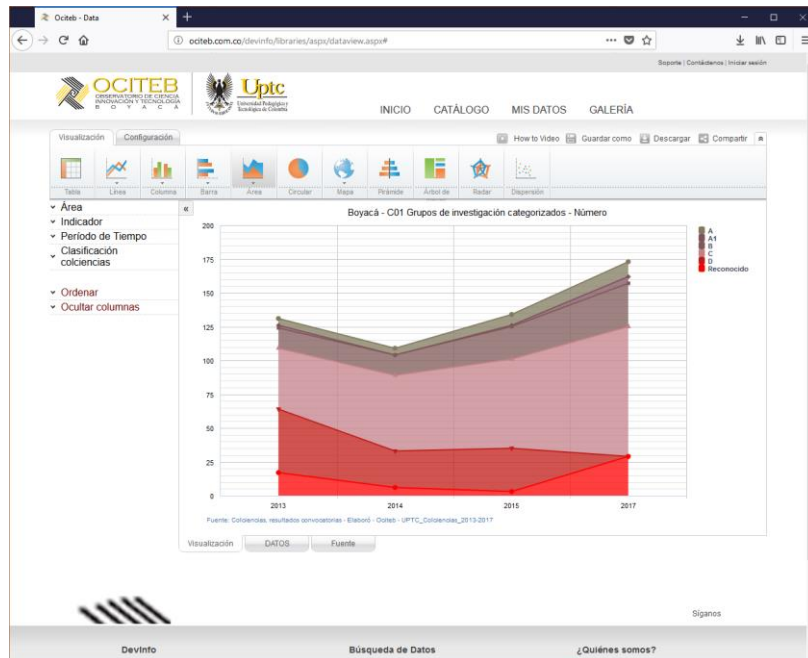 Ociteb - Data
ociteb.com.co/devinfo/libraries/aspx/dataview.aspx#
Soporte | Contáctenos | Iniciar sesión
OCITEB
OBSERVATORIO DE CIENCIA
INNOVACIÓN Y TECNOLOGÍA
B O Y A C Á
Uptc
Universidad Pedagógica y
Tecnológica de Colombia
INICIO CATÁLOGO MIS DATOS GALERÍA
Visualización Configuración
How to Video Guardar como Descargar Compartir
Tabla Línea Columna Barra Área Circular Mapa Pirámide Árbol de Radar Dispersión
Área
Indicador
Período de Tiempo
Clasificación
colciencias
Ordenar
Ocultar columnas
«
Boyacá - C01 Grupos de investigación categorizados - Número
200
175
150
125
100
75
50
25
0
2013 2014 2015 2017
A
A1
B
C
D
Reconocido
Fuente: Colciencias, resultados convocatorias - Elaboró - Ociteb - UPTC_Colciencias_2013-2017
Visualización DATOS Fuente
Síganos
DevInfo Búsqueda de Datos ¿Quiénes somos?